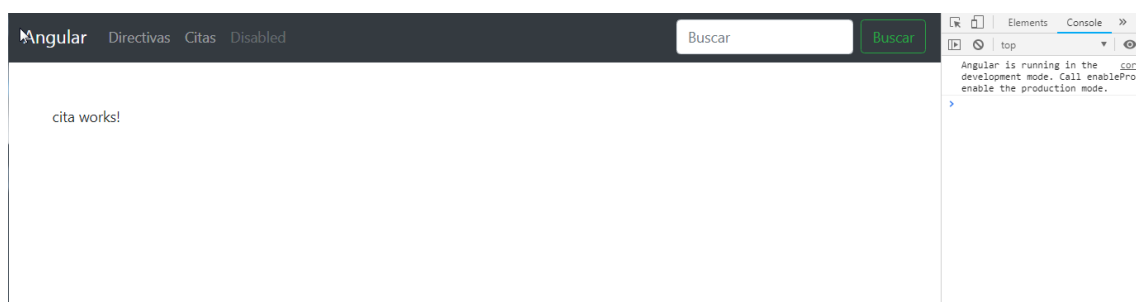 Angular Directivas Citas Disabled Buscar Buscar
cita works!
Elements Console »
top
Angular is running in the cor
development mode. Call enablePro
enable the production mode.